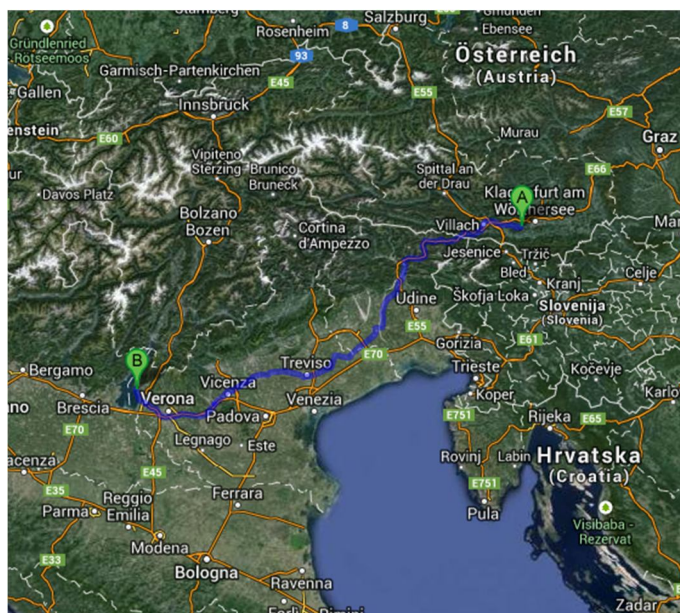 Starnberg
Rosenheim
8
Salzburg
Gmunden
Ebensee
Gründlenried
- Rotseemoos
93
Österreich
(Austria)
Garmisch-Partenkirchen
E45
Gallen
Innsbruck
E55
E57
enstein
E60
Murau
Graz
Vipiteno
Sterzing
Brunico
Bruneck
Spittal an
der Drau
E66
A
Davos Platz
Bolzano
Bozen
Cortina
d'Ampezzo
Villach
Jesenice
Tržič
Bled
Kranj
Celje
Škofja Loka
Slovenija
(Slovenia)
Udine
E55
E61
Gorizia
E70
B
Bergamo
Treviso
Trieste
Kočevje
Vicenza
Verona
Brescia
Padova
Venezia
Koper
E751
Rijeka
E65
E70
Legnago
Este
E45
Rovinj
Labin
Hrvatska
(Croatia)
E35
Ferrara
E751
Reggio
Emilia
Parma
Pula
Visibaba -
Rezervat
Modena
E33
Bologna
Ravenna
Zadar